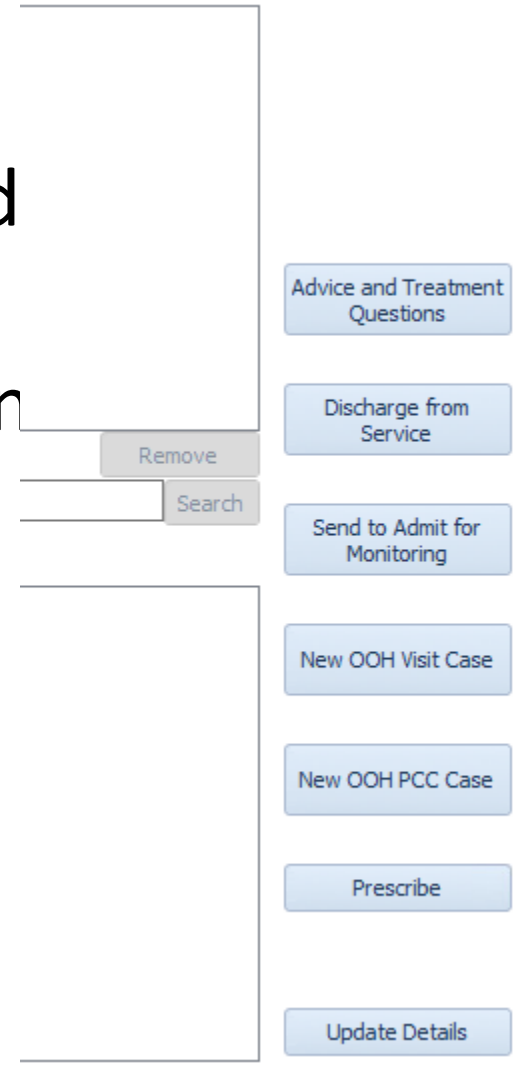 d
Advice and Treatment
Questions
n
Discharge from
Service
Remove
Search
Send to Admit for
Monitoring
New OOH Visit Case
New OOH PCC Case
Prescribe
Update Details